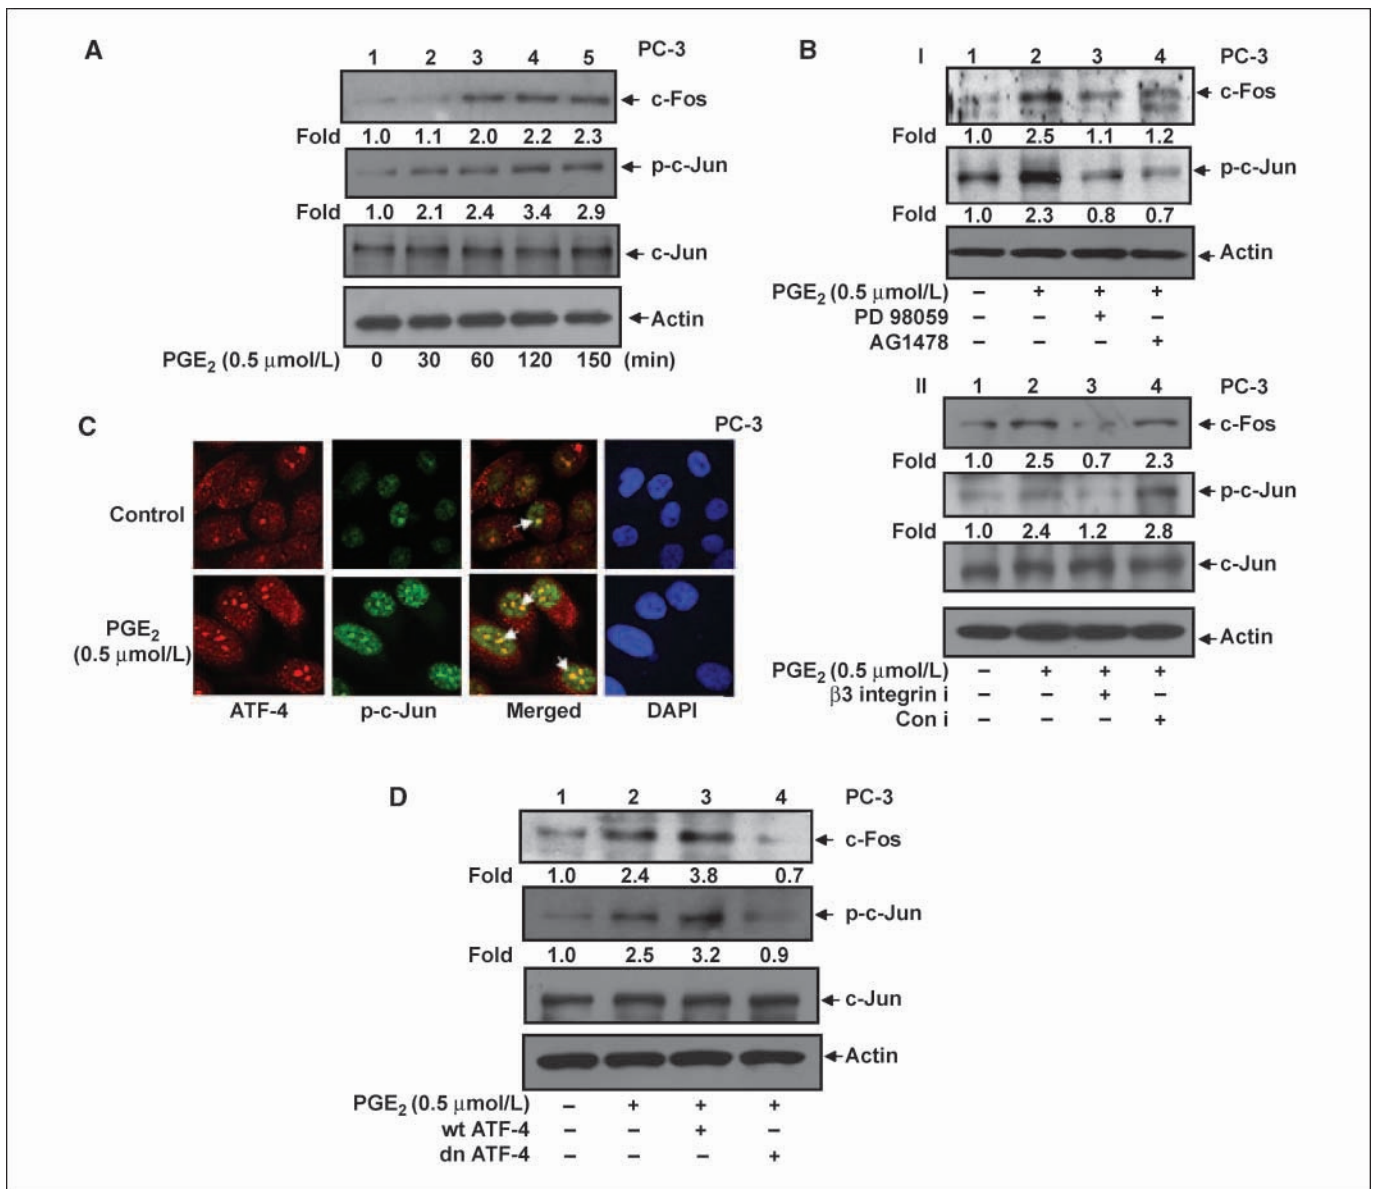 A
1 2 3 4 5 PC-3
c-Fos
Fold 1.0 1.1 2.0 2.2 2.3
p-c-Jun
Fold 1.0 2.1 2.4 3.4 2.9
c-Jun
Actin
PGE2 (0.5 μmol/L) 0 30 60 120 150 (min)
B
I 1 2 3 4 PC-3
c-Fos
Fold 1.0 2.5 1.1 1.2
p-c-Jun
Fold 1.0 2.3 0.8 0.7
Actin
PGE2 (0.5 μmol/L) – + + +
PD 98059 – – + –
AG1478 – – – +
II 1 2 3 4 PC-3
c-Fos
Fold 1.0 2.5 0.7 2.3
p-c-Jun
Fold 1.0 2.4 1.2 2.8
c-Jun
Actin
PGE2 (0.5 μmol/L) – + + +
β3 integrin i – – + –
Con i – – – +
C
PC-3
Control
PGE2
(0.5 μmol/L)
ATF-4 p-c-Jun Merged DAPI
D
1 2 3 4 PC-3
c-Fos
Fold 1.0 2.4 3.8 0.7
p-c-Jun
Fold 1.0 2.5 3.2 0.9
c-Jun
Actin
PGE2 (0.5 μmol/L) – + + +
wt ATF-4 – – + –
dn ATF-4 – – – +